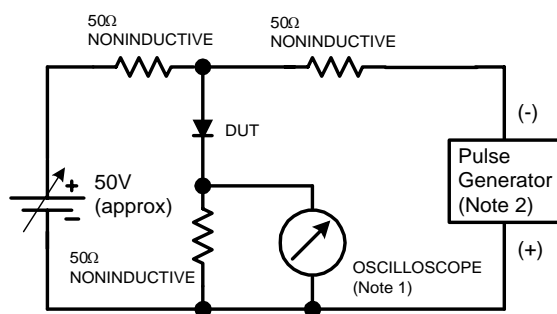 50Ω
NONINDUCTIVE
50Ω
NONINDUCTIVE
(-)
DUT
Pulse
Generator
(Note 2)
+
50V
(approx)
−
(+)
50Ω
NONINDUCTIVE
OSCILLOSCOPE
(Note 1)